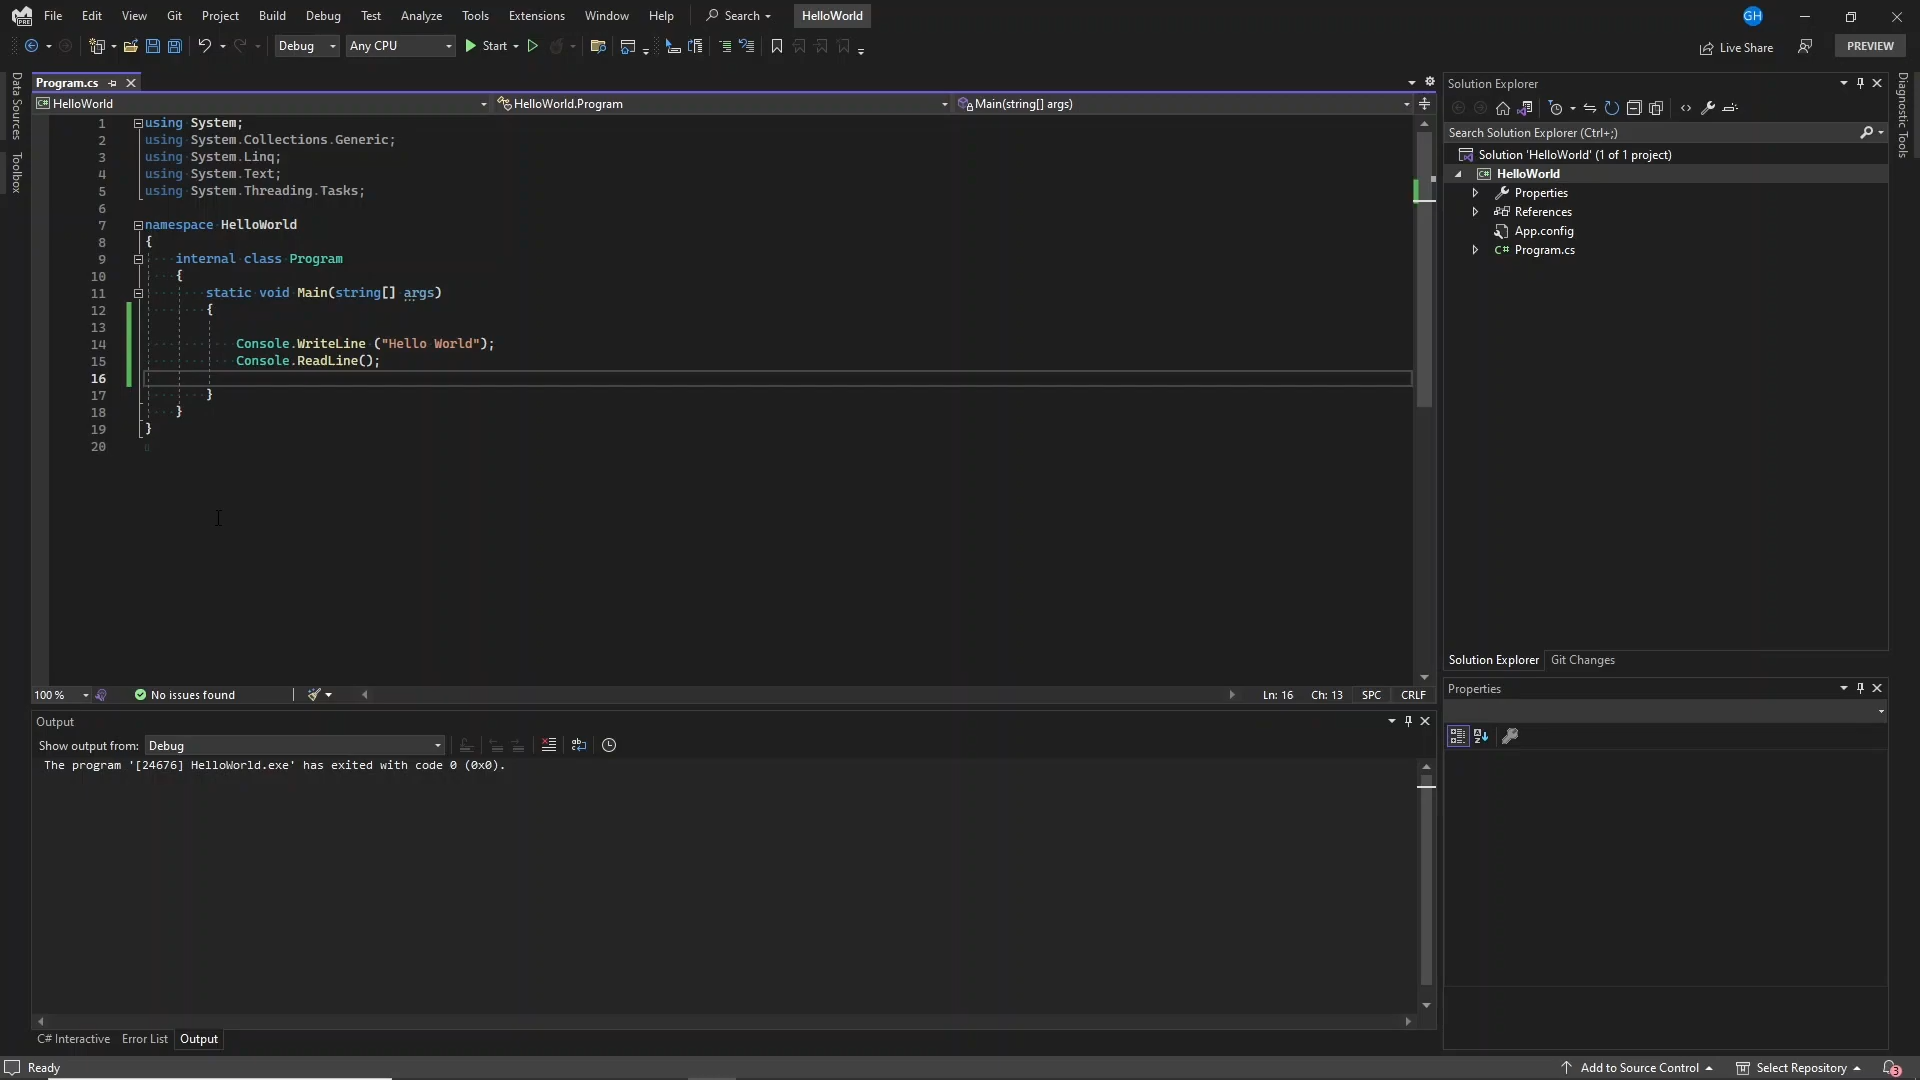 File Edit View Git Project Build Debug Test Analyze Tools Extensions Window Help Search HelloWorld GH
Debug Any CPU Start Live Share PREVIEW
Data Sources
Toolbox
Program.cs
HelloWorld HelloWorld.Program Main(string[] args)
1 using System;
2 using System.Collections.Generic;
3 using System.Linq;
4 using System.Text;
5 using System.Threading.Tasks;
6
7 namespace HelloWorld
8 {
9 internal class Program
10 {
11 static void Main(string[] args)
12 {
13
14 Console.WriteLine ("Hello World");
15 Console.ReadLine();
16
17 }
18 }
19 }
20
100 % No issues found Ln: 16 Ch: 13 SPC CRLF
Output
Show output from: Debug
The program '[24676] HelloWorld.exe' has exited with code 0 (0x0).
C# Interactive Error List Output
Solution Explorer
Search Solution Explorer (Ctrl+;)
Solution 'HelloWorld' (1 of 1 project)
C# HelloWorld
Properties
References
App.config
C# Program.cs
Solution Explorer Git Changes
Properties
Diagnostic Tools
Ready Add to Source Control Select Repository 3